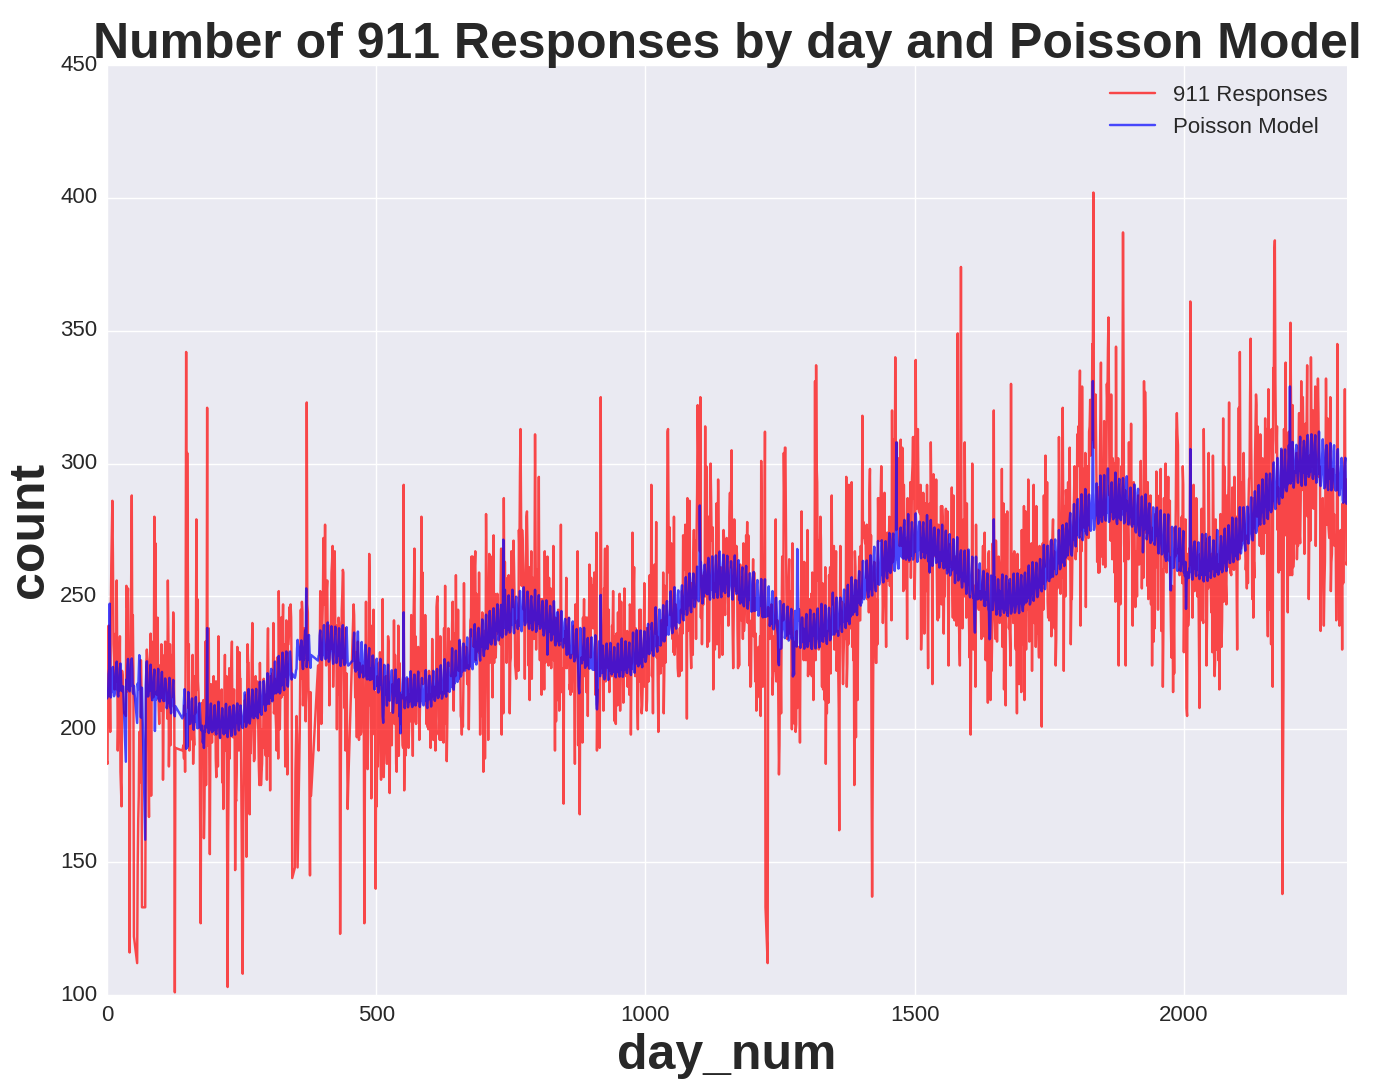 Number of 911 Responses by day and Poisson Model
450
911 Responses
Poisson Model
400
350
300
250
200
150
100
count
0 500 1000 1500 2000
day_num